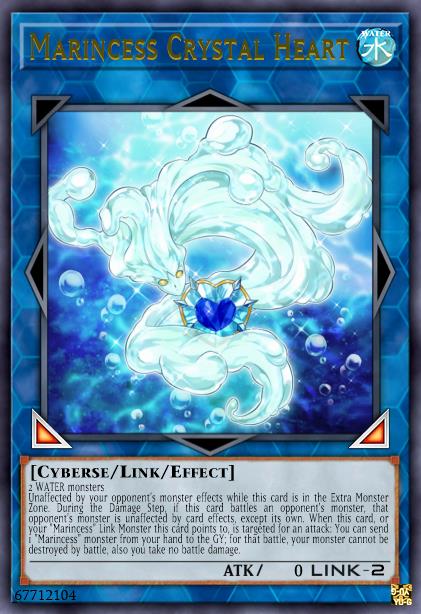 Marincess Crystal Heart WATER 水
[Cyberse/Link/Effect]
2 WATER monsters
Unaffected by your opponent's monster effects while this card is in the Extra Monster
Zone. During the Damage Step, if this card battles an opponent's monster, that
opponent's monster is unaffected by card effects, except its own. When this card, or
your "Marincess" Link Monster this card points to, is targeted for an attack: You can send
1 "Marincess" monster from your hand to the GY; for that battle, your monster cannot be
destroyed by battle, also you take no battle damage.
ATK/ 0 LINK-2
67712104